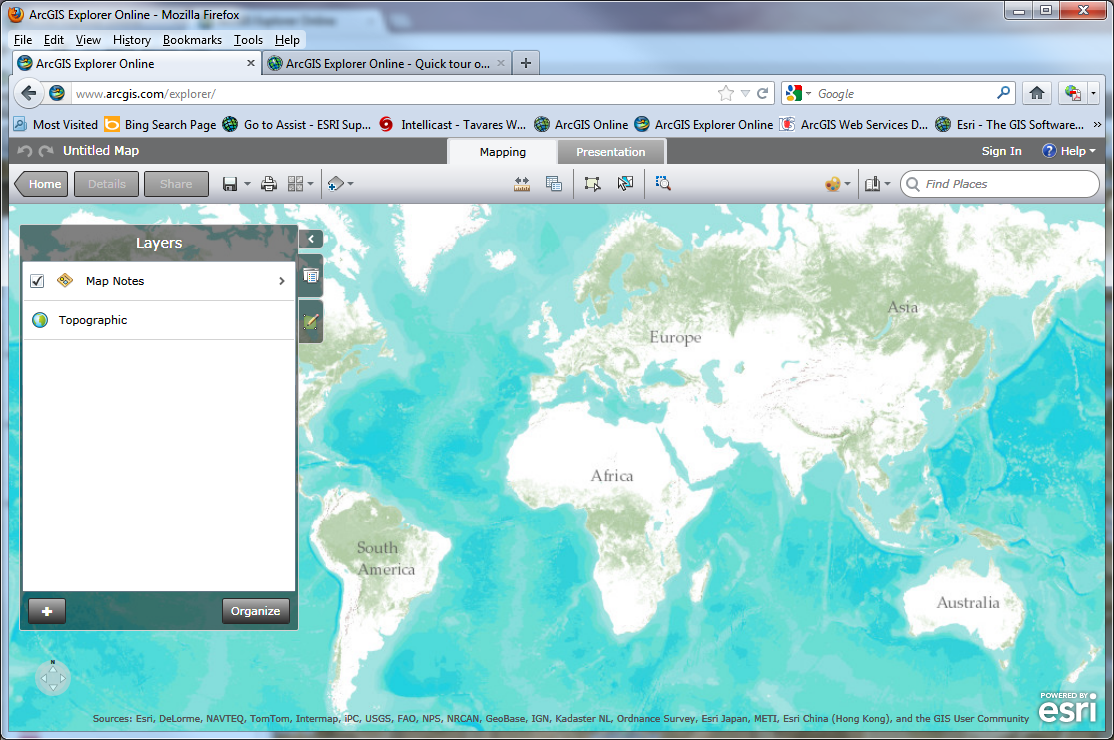 ArcGIS Explorer Online - Mozilla Firefox
File Edit View History Bookmarks Tools Help
ArcGIS Explorer Online
ArcGIS Explorer Online - Quick tour o...
www.arcgis.com/explorer/
Google
Most Visited Bing Search Page Go to Assist - ESRI Sup... Intellicast - Tavares W... ArcGIS Online ArcGIS Explorer Online ArcGIS Web Services D... Esri - The GIS Software... »
Untitled Map Mapping Presentation Sign In Help
Home Details Share Find Places
Layers
Map Notes
Topographic
Asia
Europe
Africa
South
America
Australia
Organize
N
POWERED BY
esri
Sources: Esri, DeLorme, NAVTEQ, TomTom, Intermap, iPC, USGS, FAO, NPS, NRCAN, GeoBase, IGN, Kadaster NL, Ordnance Survey, Esri Japan, METI, Esri China (Hong Kong), and the GIS User Community